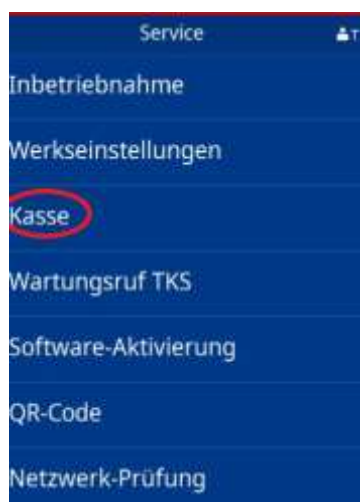 Service
Inbetriebnahme
Werkseinstellungen
Kasse
Wartungsruf TKS
Software-Aktivierung
QR-Code
Netzwerk-Prüfung